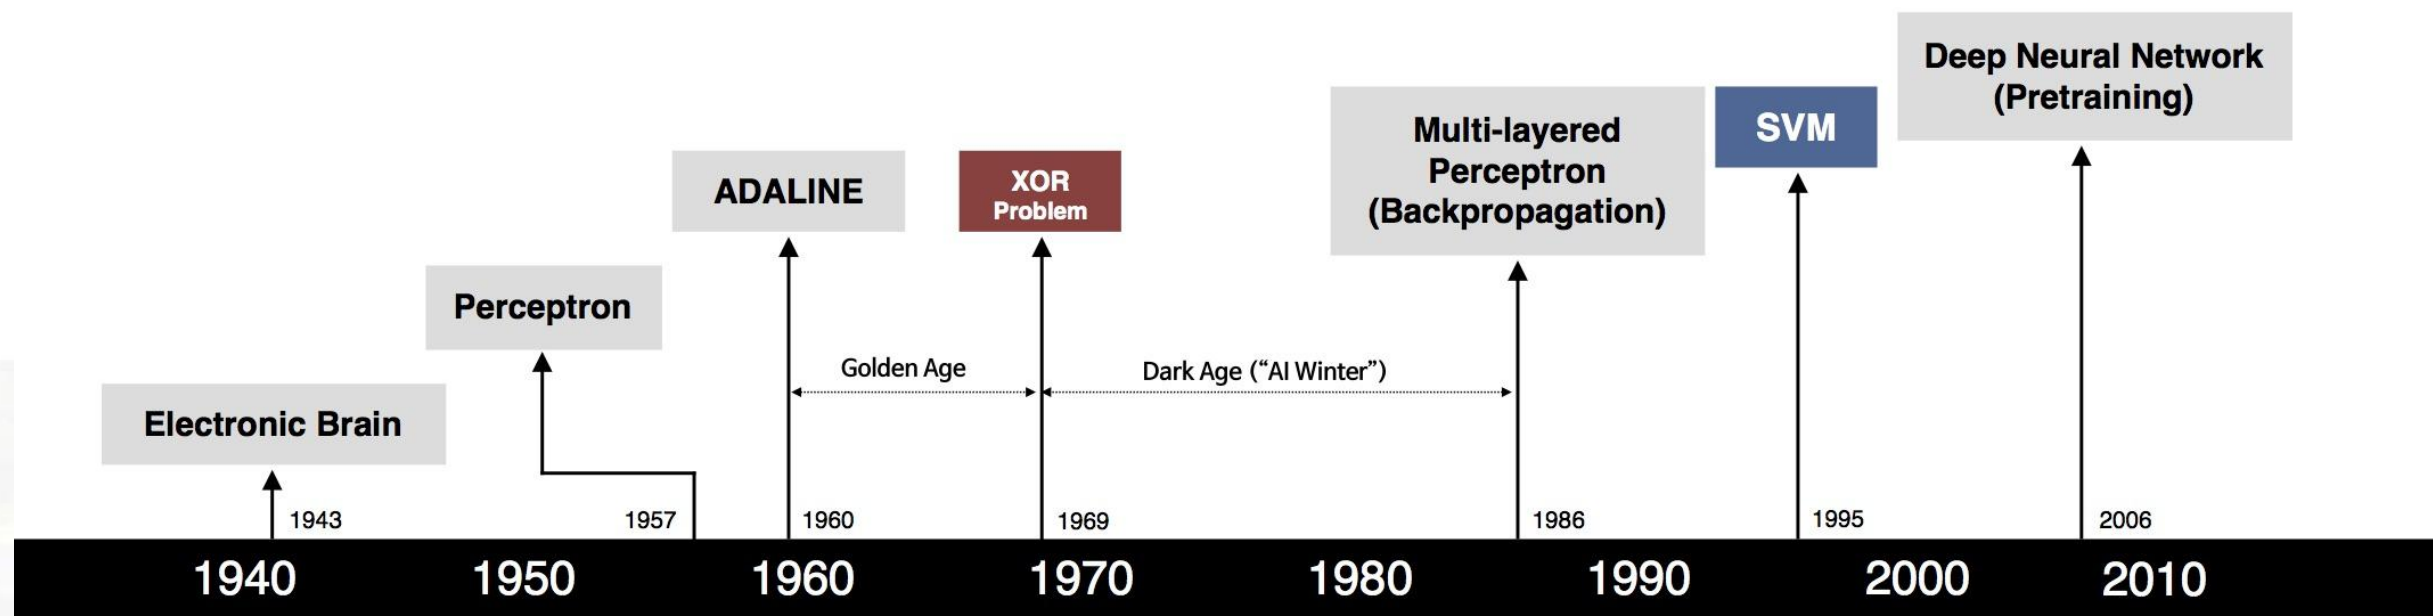 Deep Neural Network
(Pretraining)
Multi-layered
Perceptron
(Backpropagation)
SVM
ADALINE
XOR
Problem
Perceptron
Golden Age
Dark Age (“AI Winter”)
Electronic Brain
1943
1957
1960
1969
1986
1995
2006
1940
1950
1960
1970
1980
1990
2000
2010